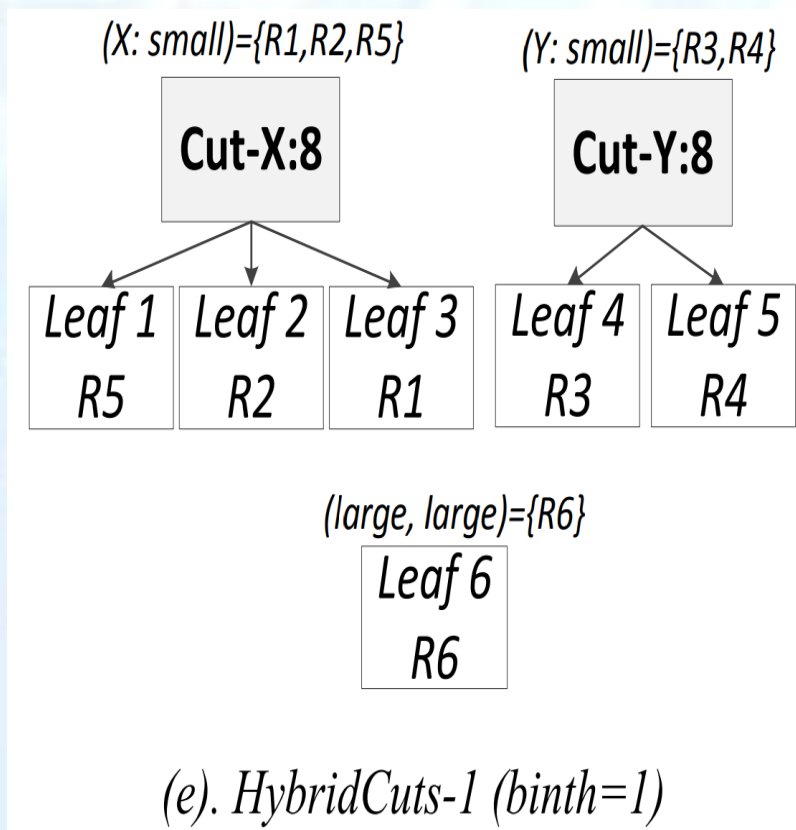 (X: small)={R1,R2,R5}
(Y: small)={R3,R4}
Cut-X:8
Cut-Y:8
Leaf 1
R5
Leaf 2
R2
Leaf 3
R1
Leaf 4
R3
Leaf 5
R4
(large, large)={R6}
Leaf 6
R6
(e). HybridCuts-1 (binth=1)